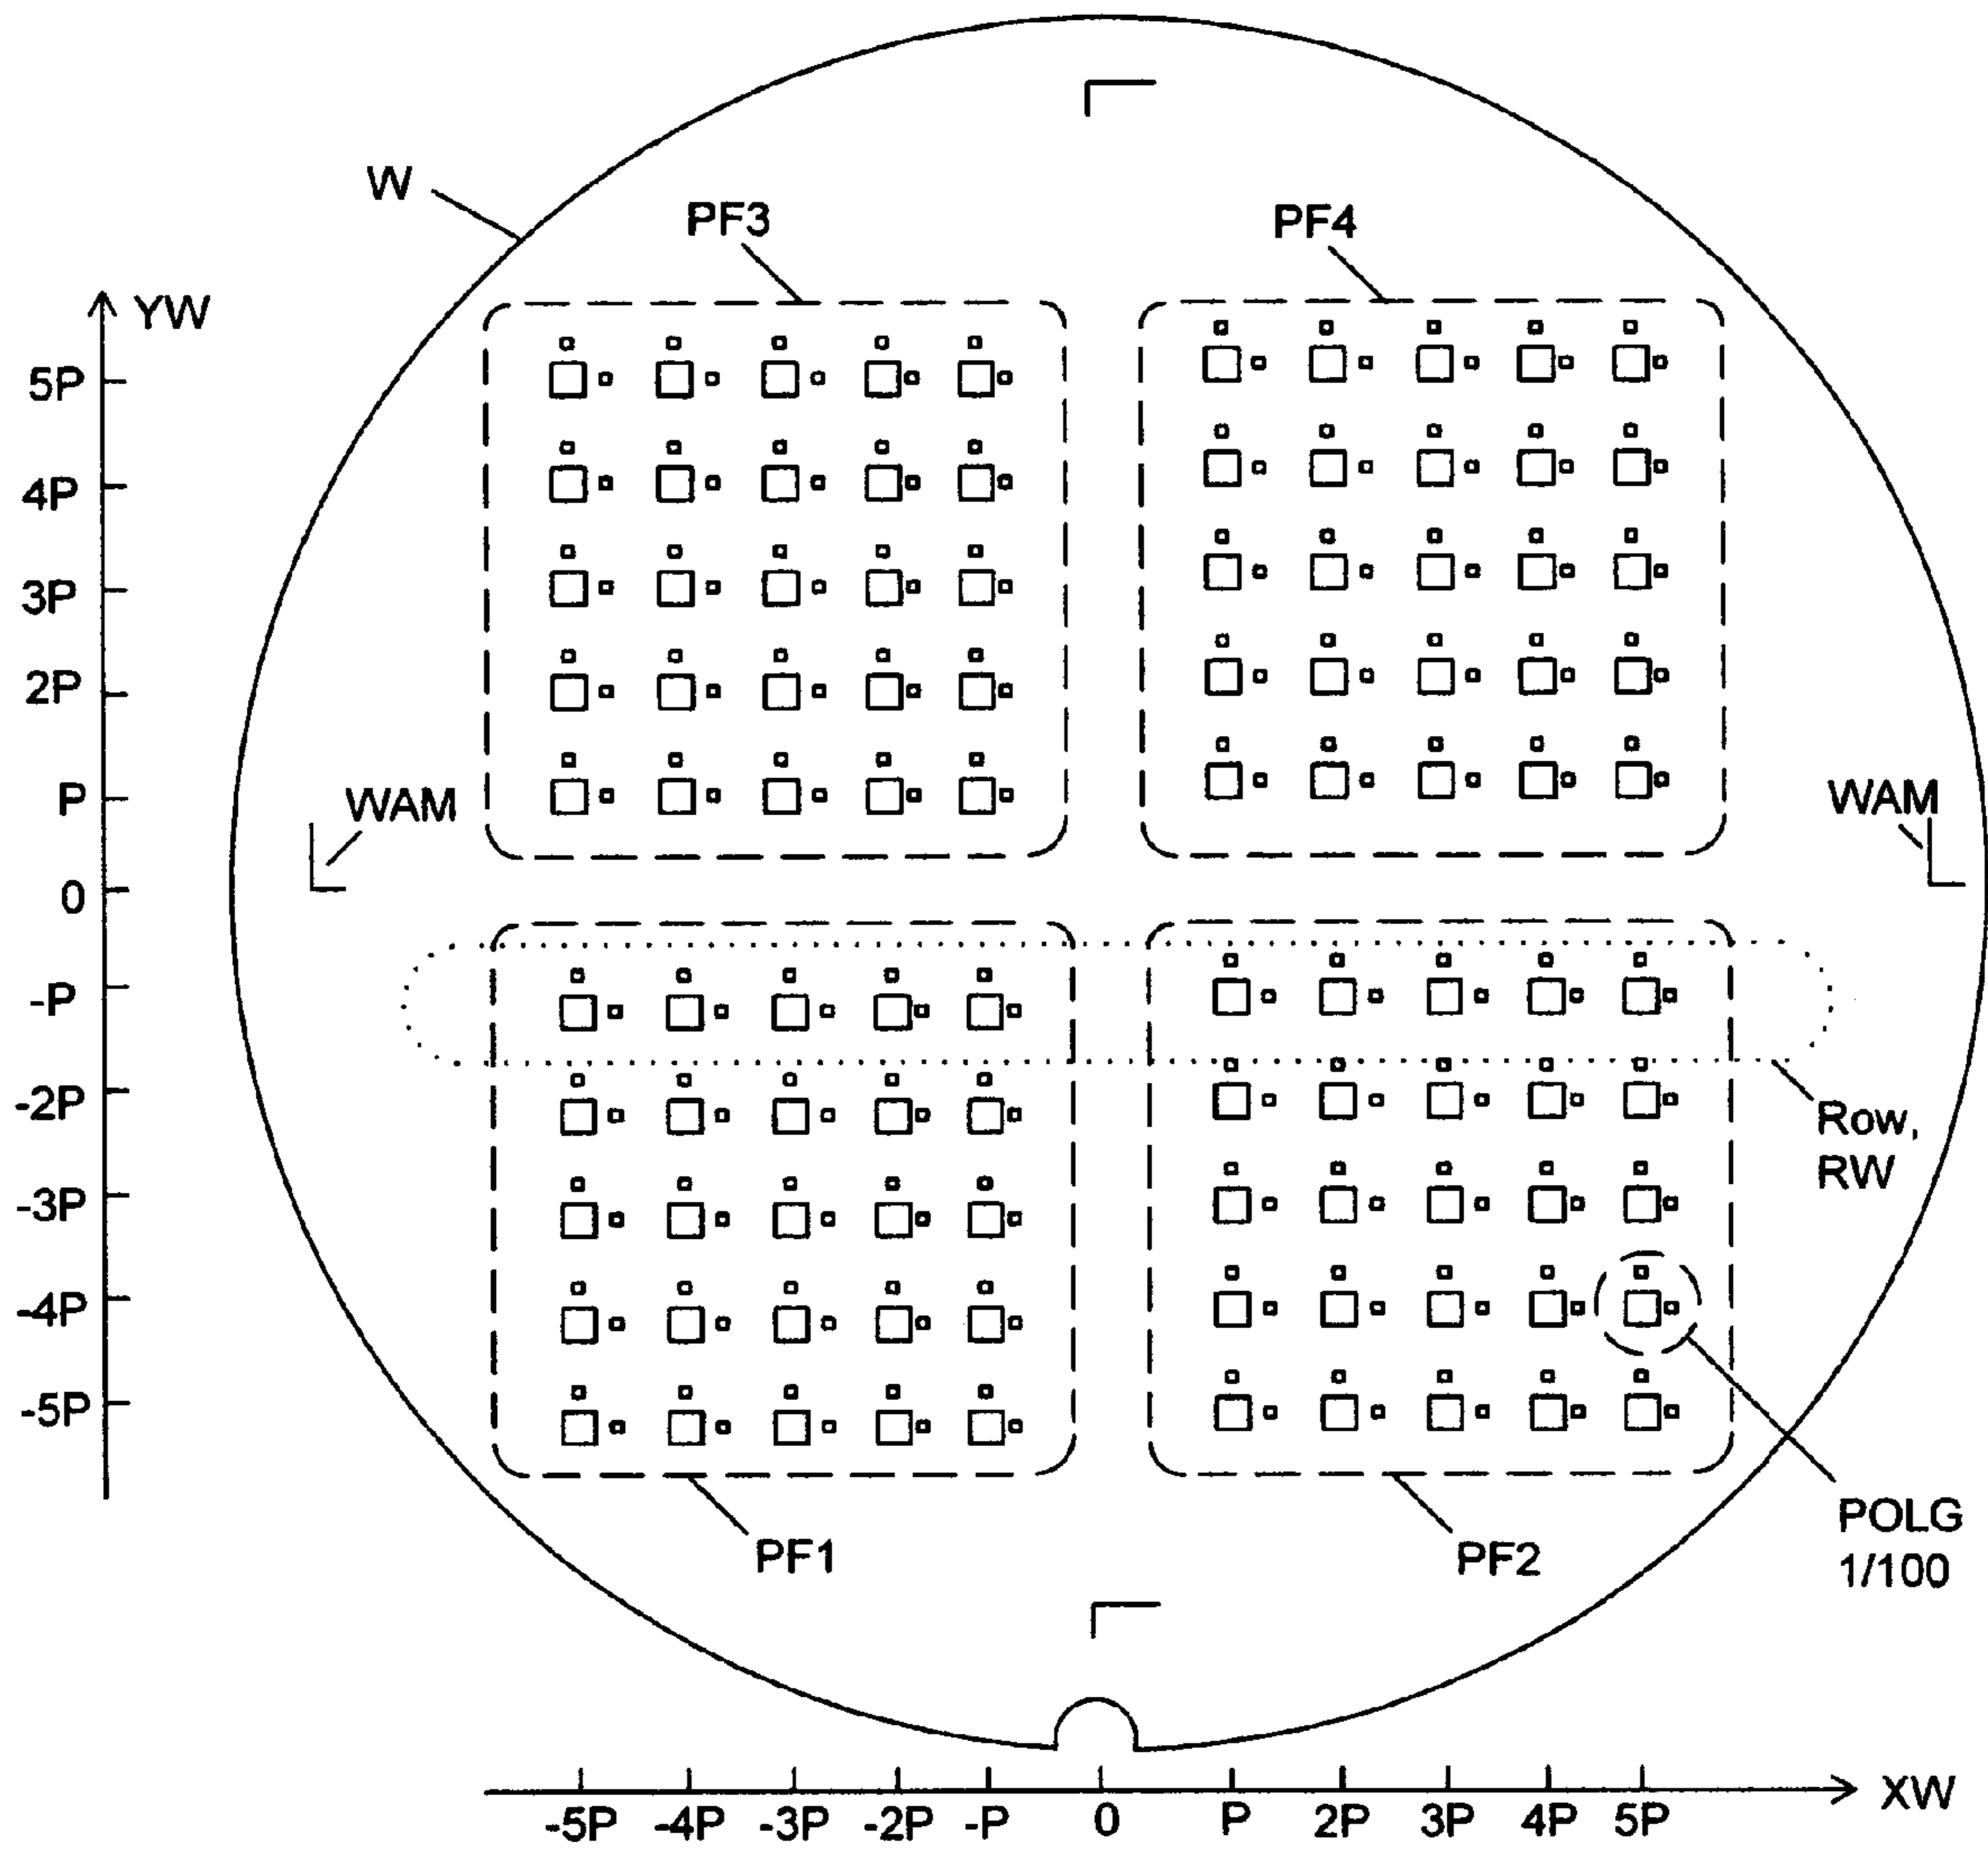 W
PF3
PF4
YW
5P
4P
3P
2P
P
0
-P
-2P
-3P
-4P
-5P
WAM
WAM
Row,
RW
POLG
1/100
PF1
PF2
-5P -4P -3P -2P -P 0 P 2P 3P 4P 5P
XW